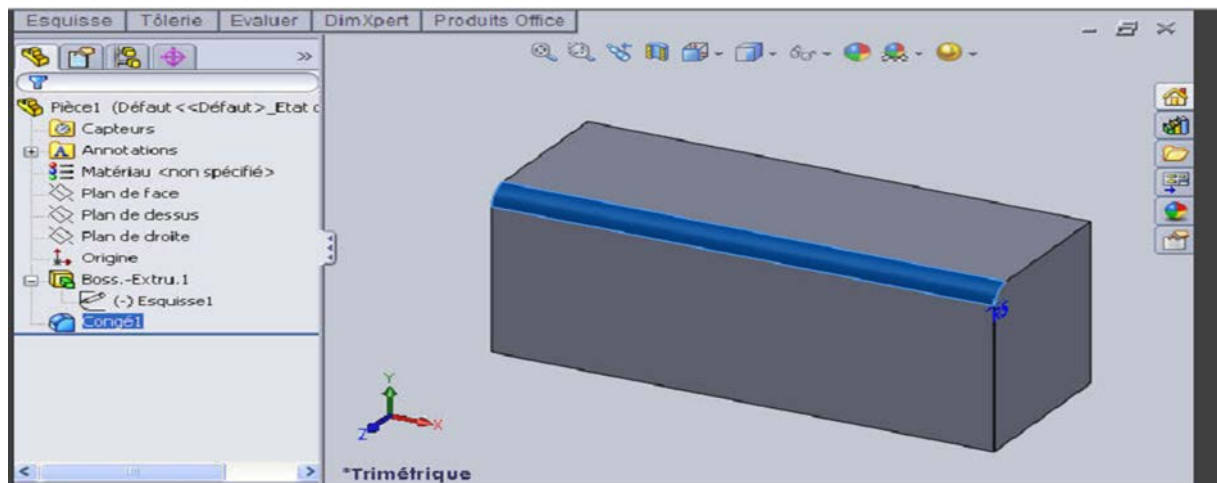 Esquisse Tôlerie Evaluer DimXpert Produits Office
Pièce1 (Défaut<<Défaut>_Etat d
Capteurs
Annotations
Matériau <non spécifié>
Plan de face
Plan de dessus
Plan de droite
Origine
Boss.-Extru.1
(-) Esquisse1
Congé1
R5
Y
X
Z
*Trimétrique